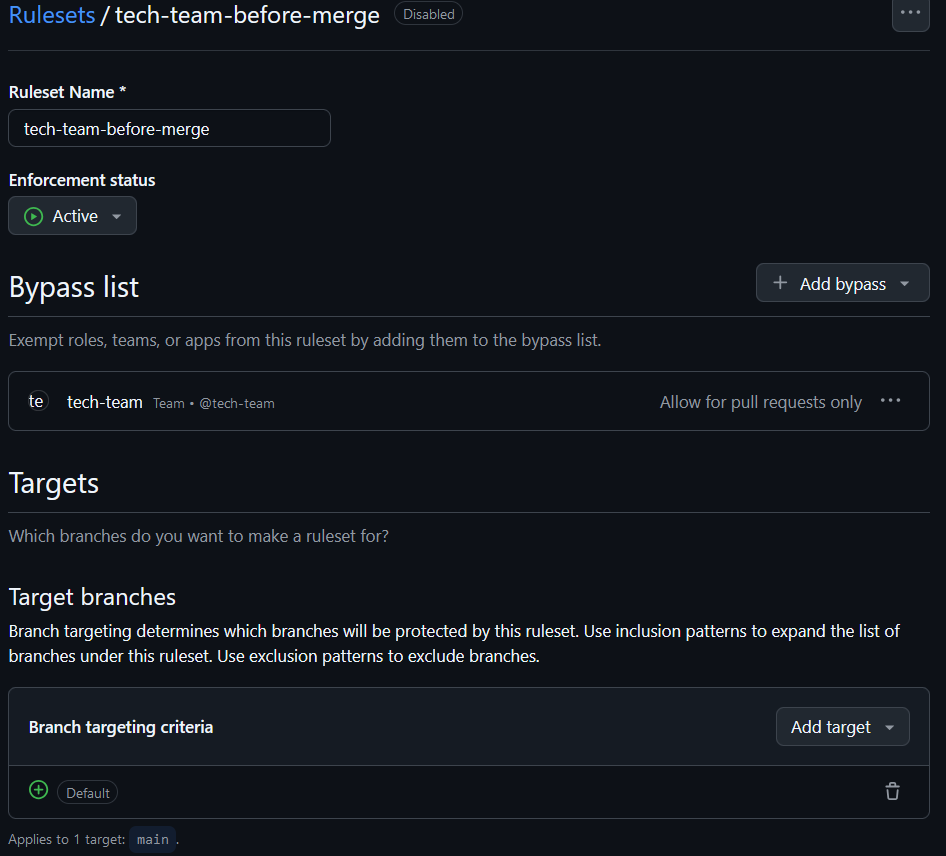 Rulesets / tech-team-before-merge Disabled
Ruleset Name *
tech-team-before-merge
Enforcement status
Active
Bypass list
Add bypass
Exempt roles, teams, or apps from this ruleset by adding them to the bypass list.
te tech-team Team • @tech-team Allow for pull requests only
Targets
Which branches do you want to make a ruleset for?
Target branches
Branch targeting determines which branches will be protected by this ruleset. Use inclusion patterns to expand the list of
branches under this ruleset. Use exclusion patterns to exclude branches.
Branch targeting criteria
Add target
Default
Applies to 1 target: main .